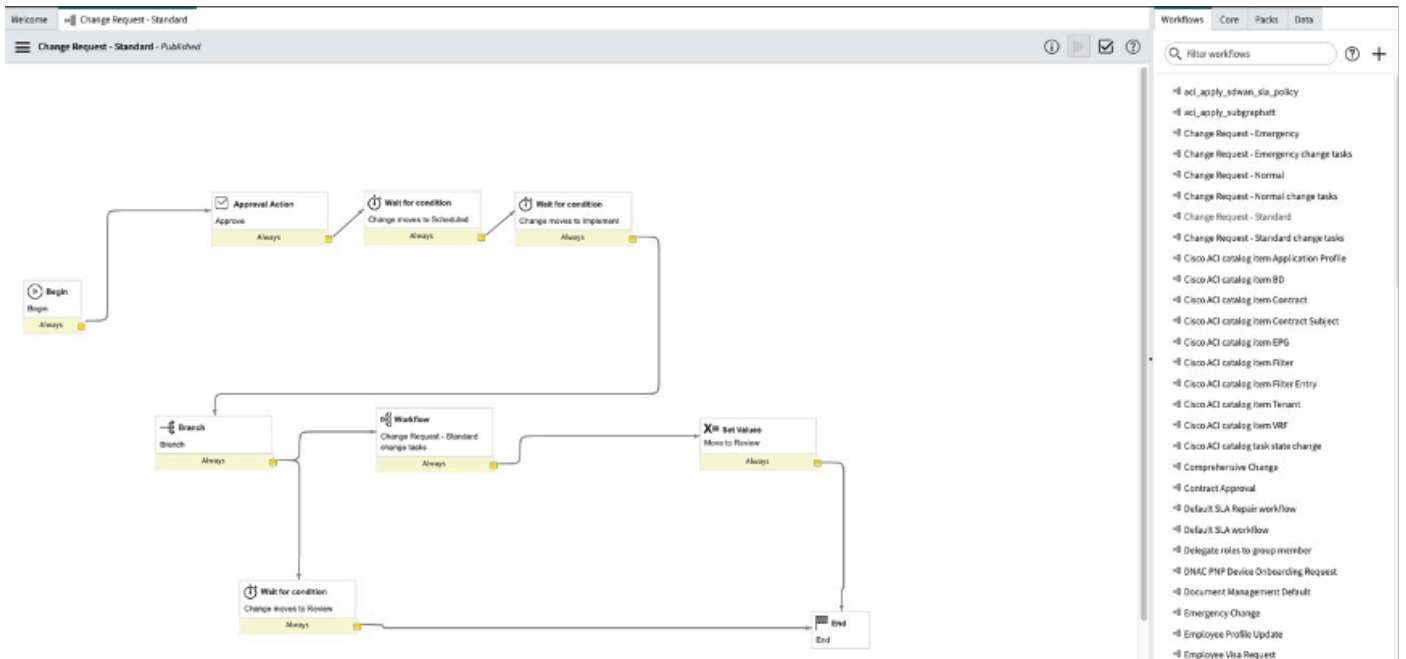 Welcome
Change Request - Standard
Change Request - Standard - Published
Approval Action
Approve
Always
Wait for condition
Change moves to Scheduled
Always
Wait for condition
Change moves to Implement
Always
Begin
Begin
Always
Branch
Branch
Always
Workflow
Change Request - Standard
change tasks
Always
Set Values
Move to Review
Always
Wait for condition
Change moves to Review
Always
End
End
Workflows Core Packs Data
Filter workflows
aci_apply_sdwan_sla_policy
aci_apply_subgraphatt
Change Request - Emergency
Change Request - Emergency change tasks
Change Request - Normal
Change Request - Normal change tasks
Change Request - Standard
Change Request - Standard change tasks
Cisco ACI catalog item Application Profile
Cisco ACI catalog item BD
Cisco ACI catalog item Contract
Cisco ACI catalog item Contract Subject
Cisco ACI catalog item EPG
Cisco ACI catalog item Filter
Cisco ACI catalog item Filter Entry
Cisco ACI catalog item Tenant
Cisco ACI catalog item VRF
Cisco ACI catalog task state change
Comprehensive Change
Contract Approval
Default SLA Repair workflow
Default SLA workflow
Delegate roles to group member
DNAC PNP Device Onboarding Request
Document Management Default
Emergency Change
Employee Profile Update
Employee Visa Request